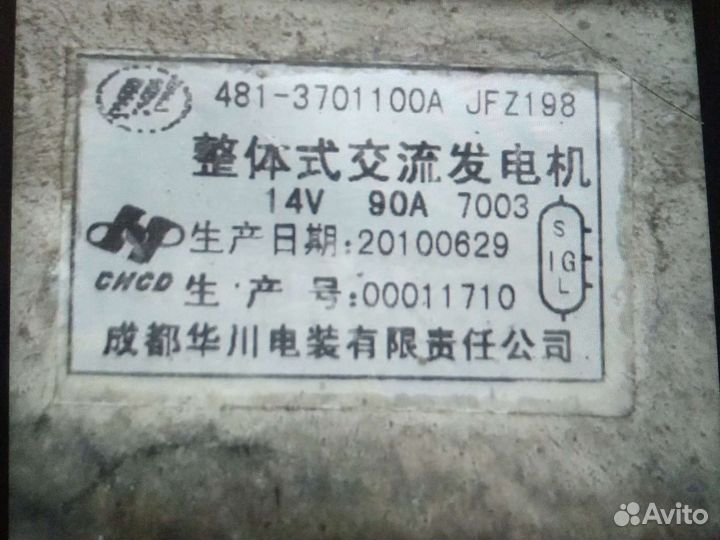 481-3701100A JFZ198
整体式交流发电机
14V 90A 7003
生产日期:20100629
CHCD
生产号:00011710
S
IG
L
成都华川电装有限责任公司
Avito